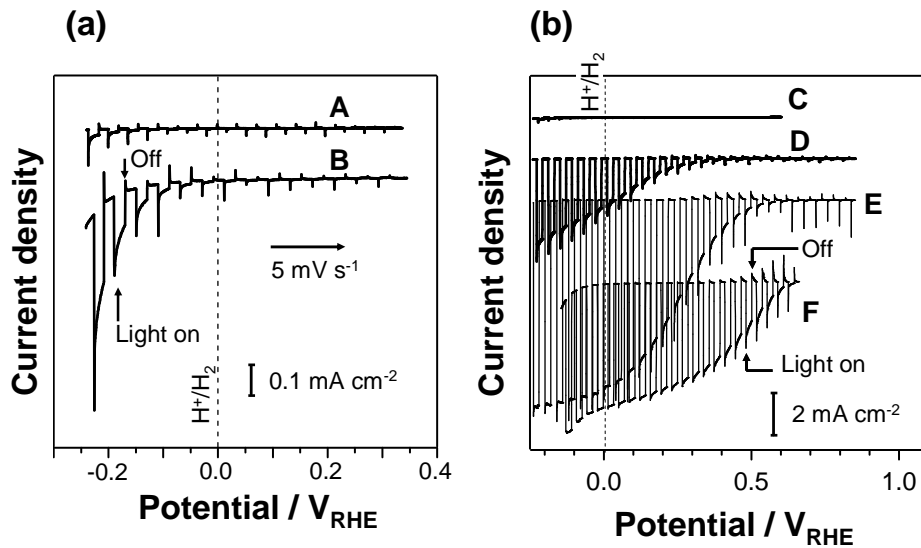 (a)
A
Off
B
5 mV s⁻¹
Light on
H⁺/H₂
0.1 mA cm⁻²
Current density
-0.2
0.0
0.2
0.4
Potential / V_RHE
(b)
H⁺/H₂
C
D
E
Off
F
Light on
2 mA cm⁻²
Current density
0.0
0.5
1.0
Potential / V_RHE